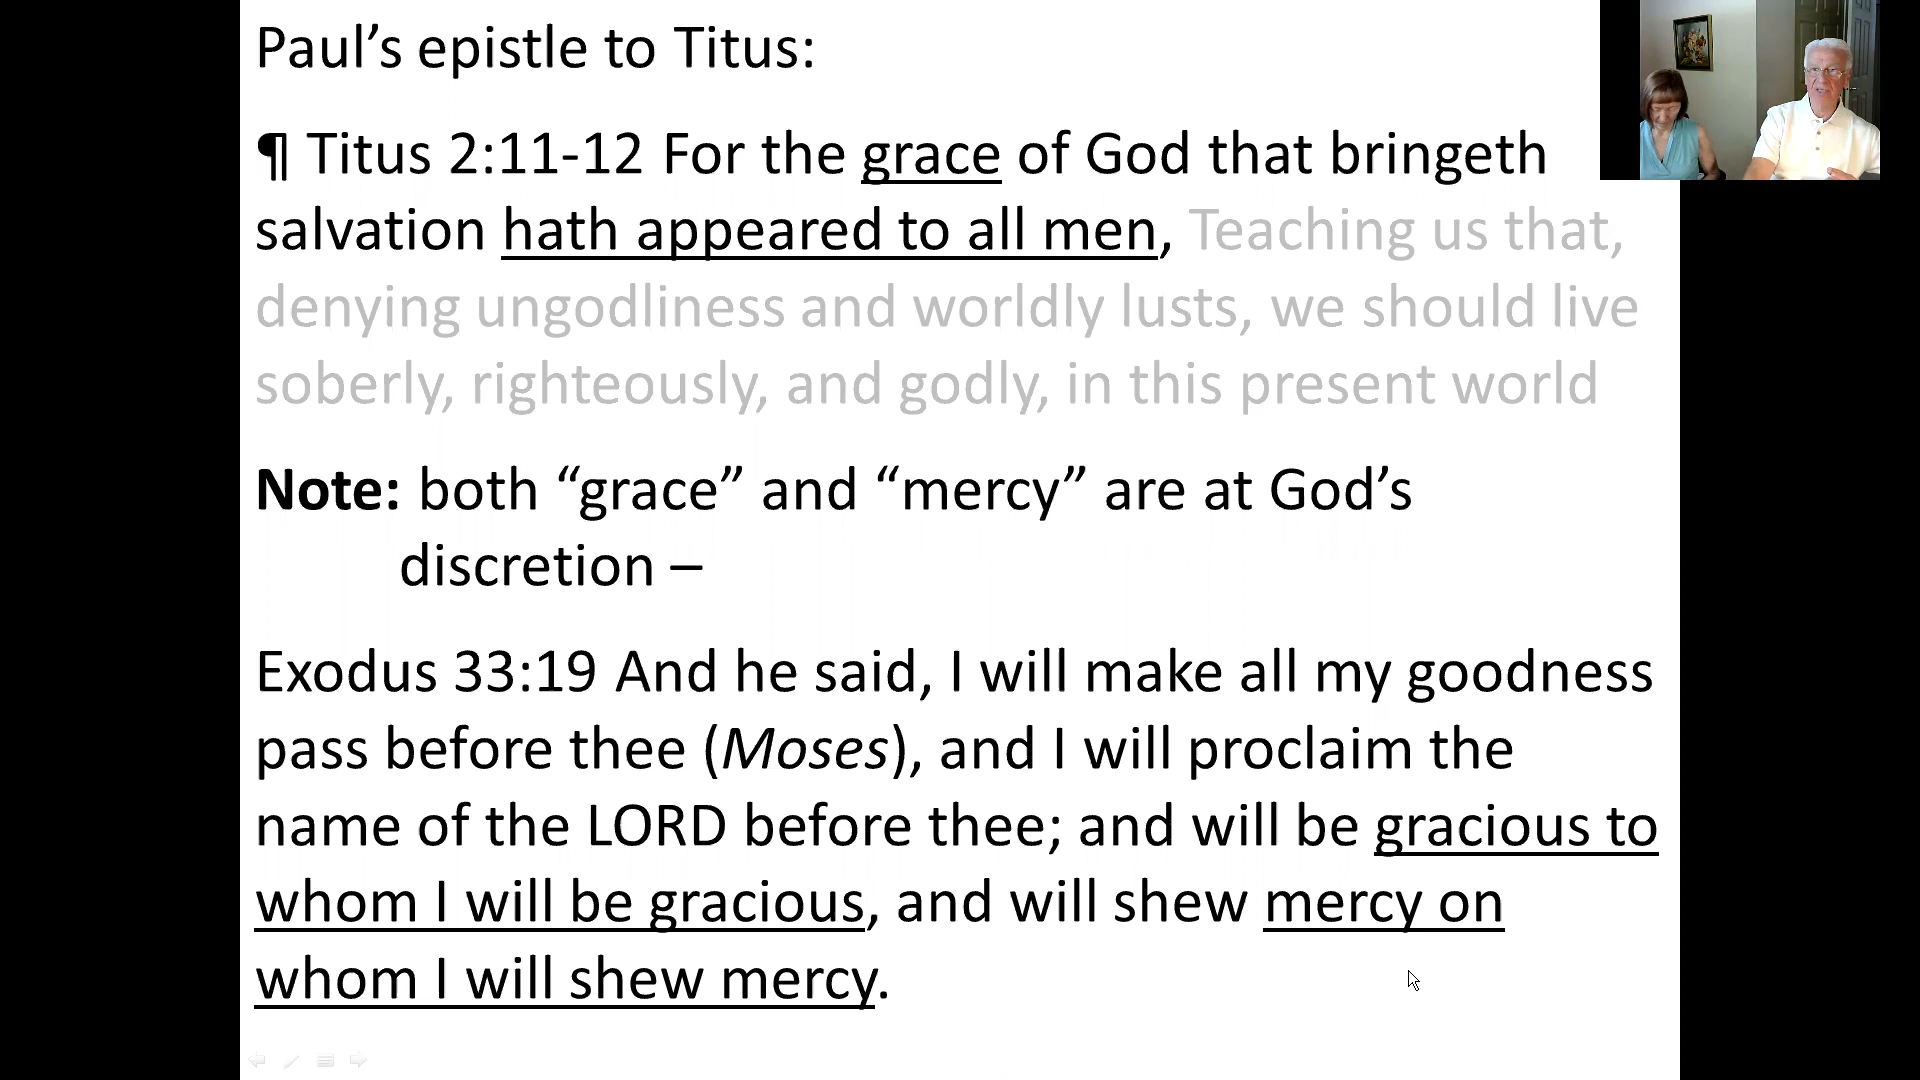 Paul’s epistle to Titus:
¶ Titus 2:11-12 For the grace of God that bringeth
salvation hath appeared to all men, Teaching us that,
denying ungodliness and worldly lusts, we should live
soberly, righteously, and godly, in this present world
Note: both “grace” and “mercy” are at God’s
discretion –
Exodus 33:19 And he said, I will make all my goodness
pass before thee (Moses), and I will proclaim the
name of the LORD before thee; and will be gracious to
whom I will be gracious, and will shew mercy on
whom I will shew mercy.